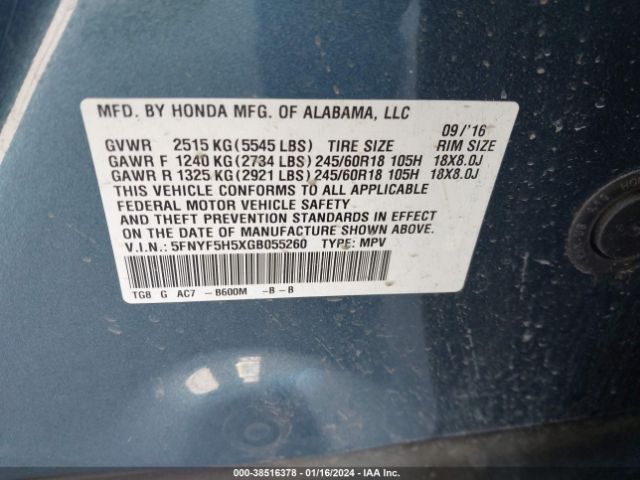 MFD. BY HONDA MFG. OF ALABAMA, LLC
09/'16
GVWR 2515 KG (5545 LBS) TIRE SIZE RIM SIZE
GAWR F 1240 KG (2734 LBS) 245/60R18 105H 18X8.0J
GAWR R 1325 KG (2921 LBS) 245/60R18 105H 18X8.0J
THIS VEHICLE CONFORMS TO ALL APPLICABLE
FEDERAL MOTOR VEHICLE SAFETY
AND THEFT PREVENTION STANDARDS IN EFFECT
ON THE DATE OF MANUFACTURE SHOWN ABOVE.
V.I.N.: 5FNYF5H5XGB055260 TYPE: MPV
TG8 G AC7 -B600M -B-B
000-38516378 - 01/16/2024 - IAA Inc.